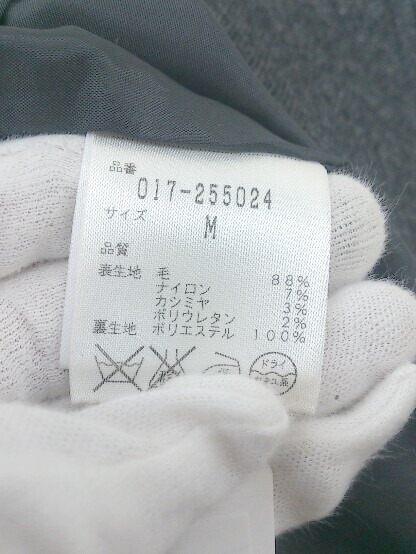 品番
017-255024
サイズ
M
品質
表生地 毛 88%
ナイロン 7%
カシミヤ 3%
ポリウレタン 2%
裏生地 ポリエステル 100%
ドライ